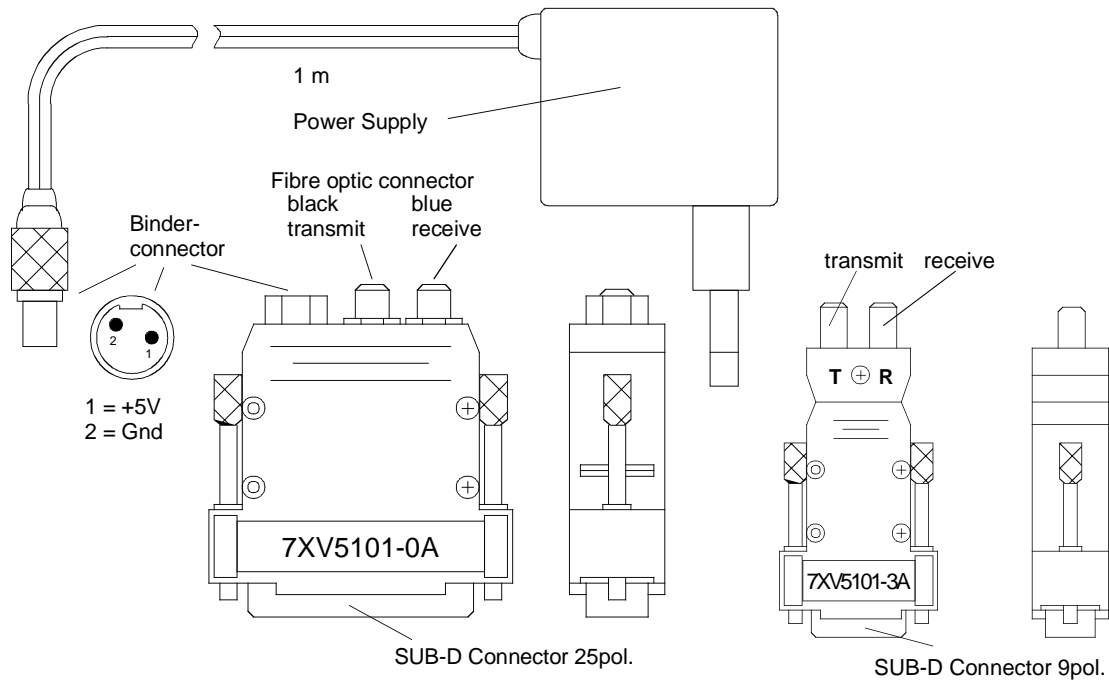 1 m
Power Supply
Fibre optic connector
black blue
transmit receive
Binder-
connector
transmit receive
2
1
T R
1 = +5V
2 = Gnd
7XV5101-0A
7XV5101-3A
SUB-D Connector 25pol.
SUB-D Connector 9pol.